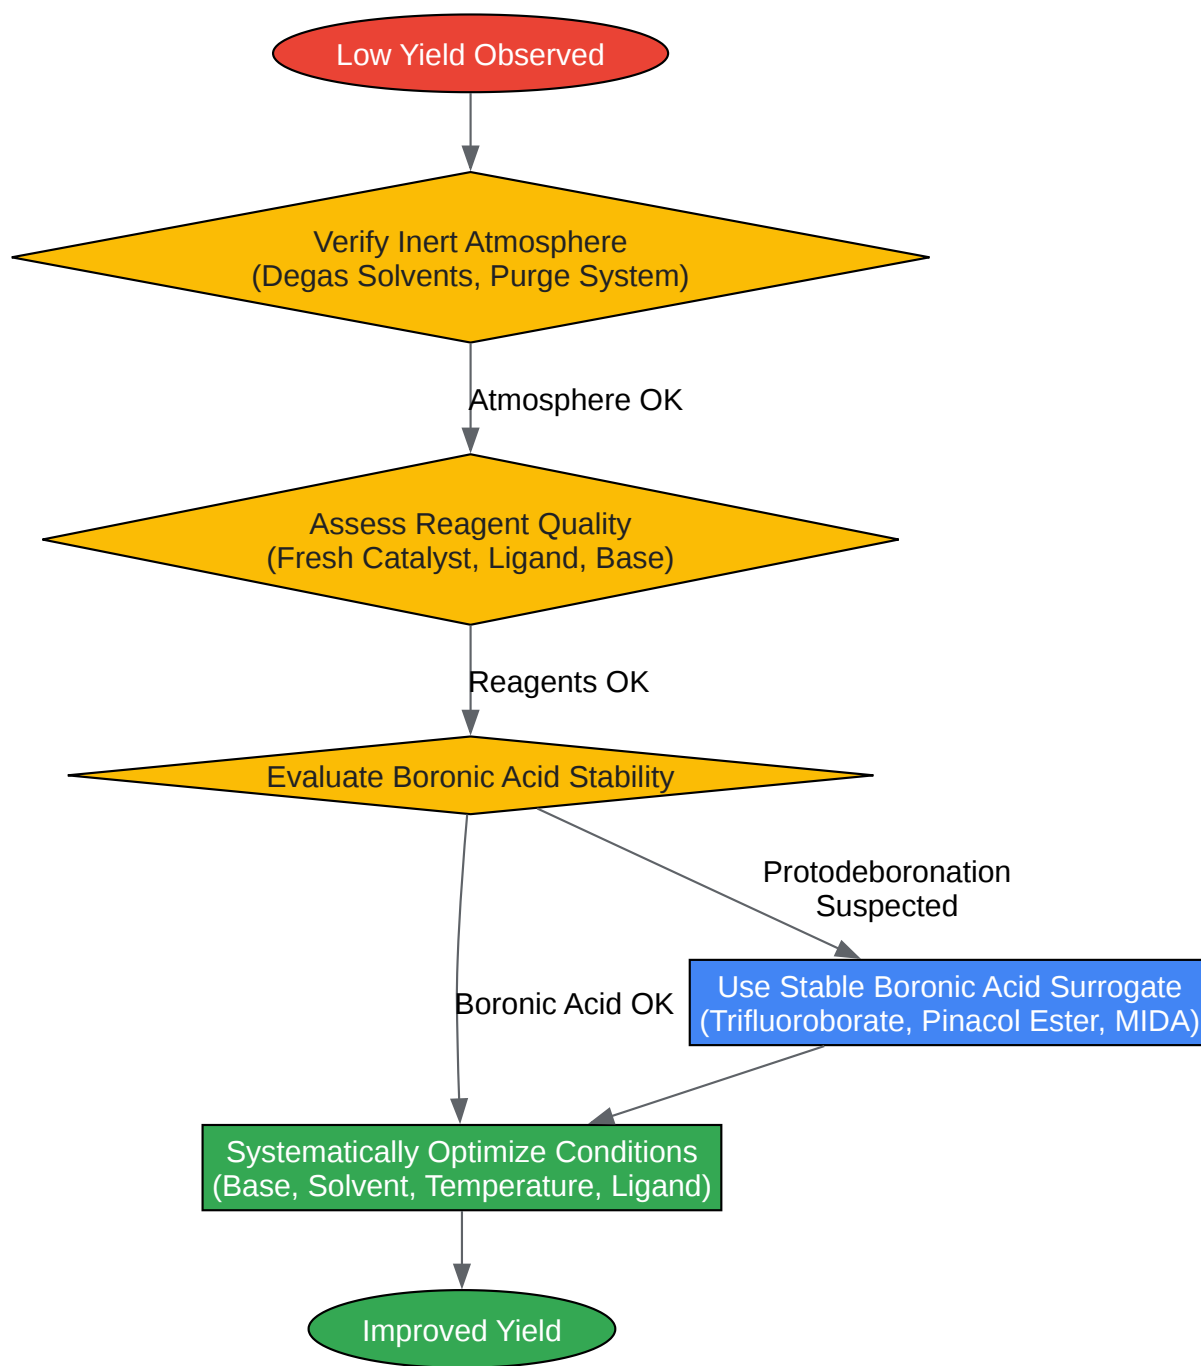 Low Yield Observed
Verify Inert Atmosphere
(Degas Solvents, Purge System)
Atmosphere OK
Assess Reagent Quality
(Fresh Catalyst, Ligand, Base)
Reagents OK
Evaluate Boronic Acid Stability
Protodeboronation
Suspected
Use Stable Boronic Acid Surrogate
(Trifluoroborate, Pinacol Ester, MIDA)
Boronic Acid OK
Systematically Optimize Conditions
(Base, Solvent, Temperature, Ligand)
Improved Yield